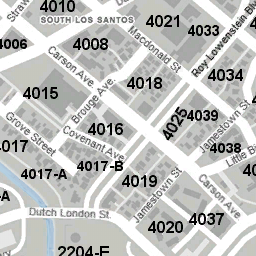 4010
SOUTH LOS SANTOS
4021
4033
Macdonald St
Roy Lowenstein Blv
4006
4008
Carson Ave
4018
4034
4015
Brouge Ave.
4025
4039
Jamestown St
Grove Street
4016
Covenant Ave
4017
4017-B
4017-A
4038
Little B
4019
Carson Ave
Jamestown St
Dutch London St.
4020
4037
2204-E